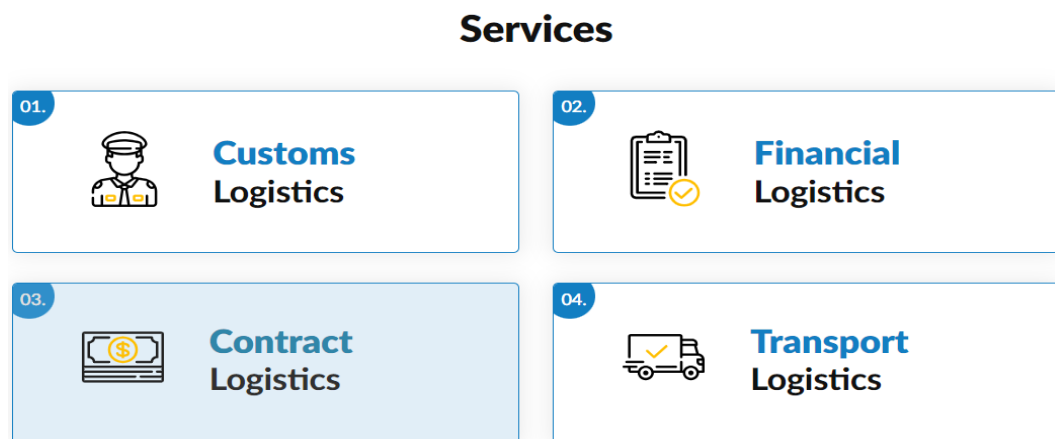 Services
01.
Customs
Logistics
02.
Financial
Logistics
03.
Contract
Logistics
04.
Transport
Logistics